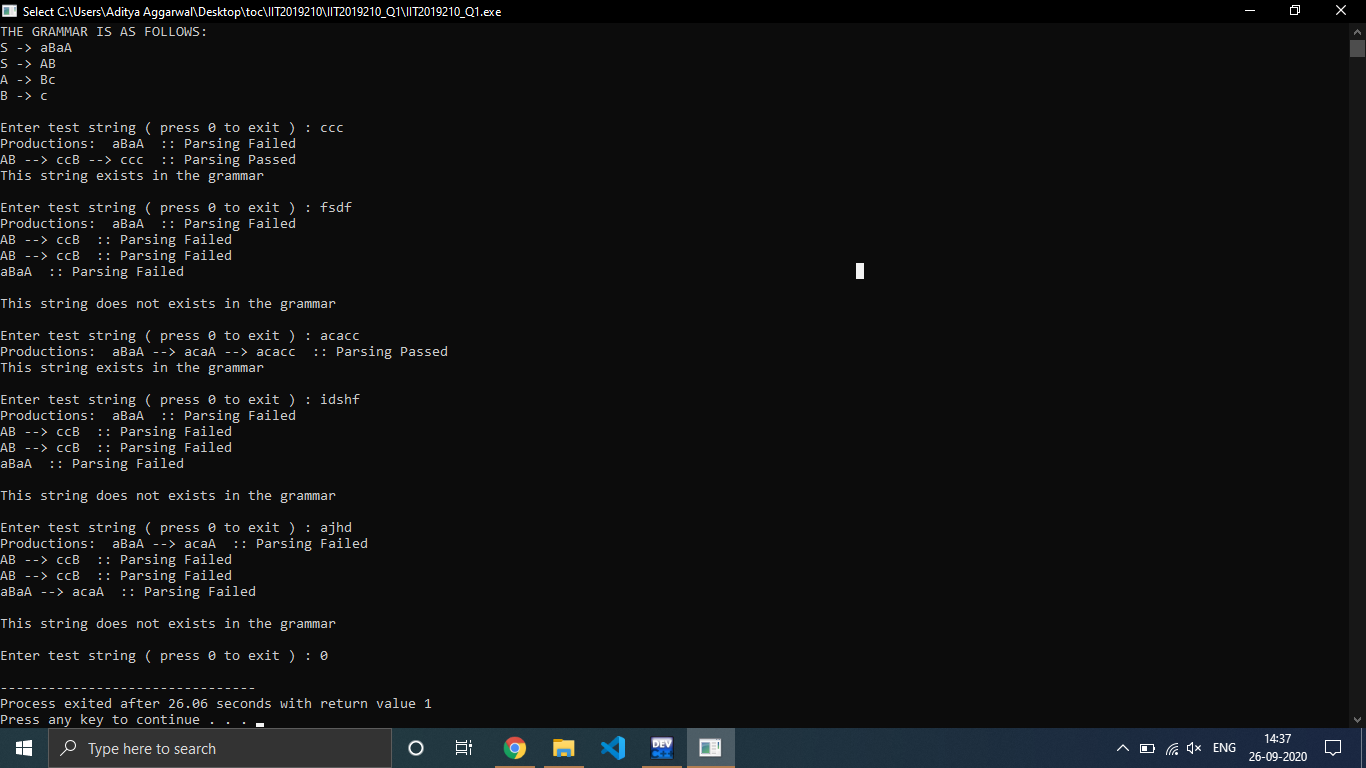 Select C:\Users\Aditya Aggarwal\Desktop\toc\IIT2019210\IIT2019210_Q1\IIT2019210_Q1.exe
THE GRAMMAR IS AS FOLLOWS:
S -> aBaA
S -> AB
A -> Bc
B -> c
Enter test string ( press 0 to exit ) : ccc
Productions:  aBaA  :: Parsing Failed
AB --> ccB --> ccc  :: Parsing Passed
This string exists in the grammar
Enter test string ( press 0 to exit ) : fsdf
Productions:  aBaA  :: Parsing Failed
AB --> ccB  :: Parsing Failed
AB --> ccB  :: Parsing Failed
aBaA  :: Parsing Failed
This string does not exists in the grammar
Enter test string ( press 0 to exit ) : acacc
Productions:  aBaA --> acaA --> acacc  :: Parsing Passed
This string exists in the grammar
Enter test string ( press 0 to exit ) : idshf
Productions:  aBaA  :: Parsing Failed
AB --> ccB  :: Parsing Failed
AB --> ccB  :: Parsing Failed
aBaA  :: Parsing Failed
This string does not exists in the grammar
Enter test string ( press 0 to exit ) : ajhd
Productions:  aBaA --> acaA  :: Parsing Failed
AB --> ccB  :: Parsing Failed
AB --> ccB  :: Parsing Failed
aBaA --> acaA  :: Parsing Failed
This string does not exists in the grammar
Enter test string ( press 0 to exit ) : 0
--------------------------------
Process exited after 26.06 seconds with return value 1
Press any key to continue . . .
Type here to search
DEV
ENG
14:37
26-09-2020